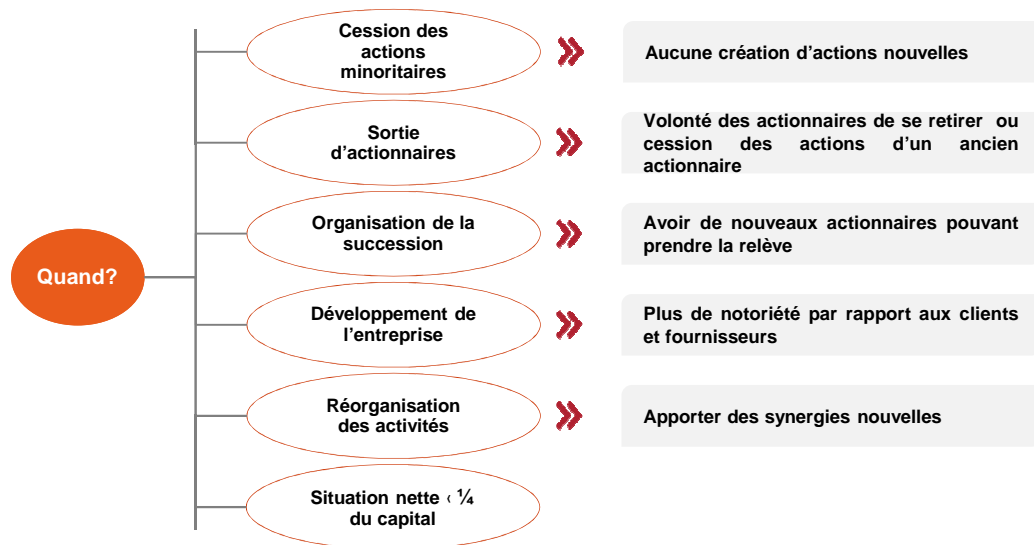 Cession des
actions
minoritaires
Aucune création d’actions nouvelles
Sortie
d’actionnaires
Volonté des actionnaires de se retirer ou
cession des actions d’un ancien
actionnaire
Organisation de la
succession
Avoir de nouveaux actionnaires pouvant
prendre la relève
Quand?
Développement de
l’entreprise
Plus de notoriété par rapport aux clients
et fournisseurs
Réorganisation
des activités
Apporter des synergies nouvelles
Situation nette ‹ ¼
du capital